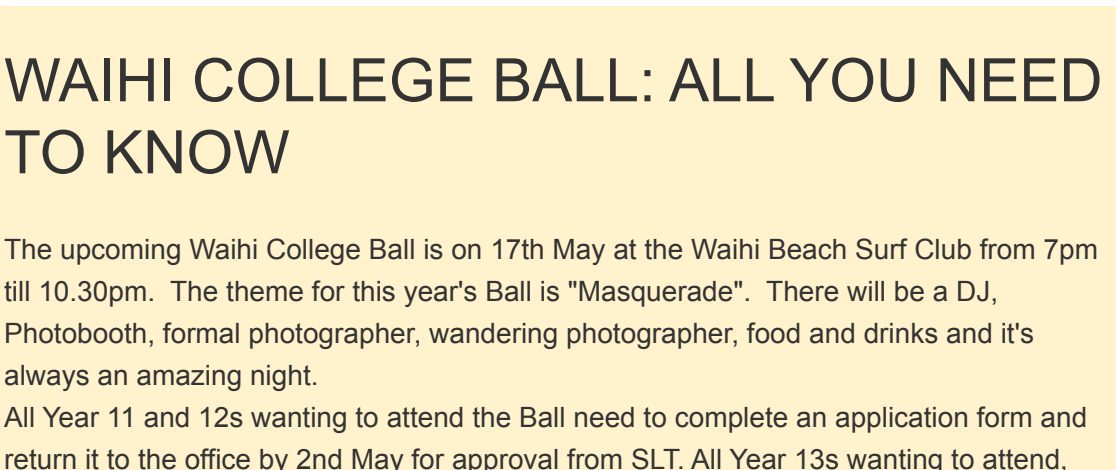 WAIHI COLLEGE BALL: ALL YOU NEED
TO KNOW
The upcoming Waihi College Ball is on 17th May at the Waihi Beach Surf Club from 7pm
till 10.30pm.  The theme for this year's Ball is "Masquerade".  There will be a DJ,
Photobooth, formal photographer, wandering photographer, food and drinks and it's
always an amazing night.
All Year 11 and 12s wanting to attend the Ball need to complete an application form and
return it to the office by 2nd May for approval from SLT. All Year 13s wanting to attend,